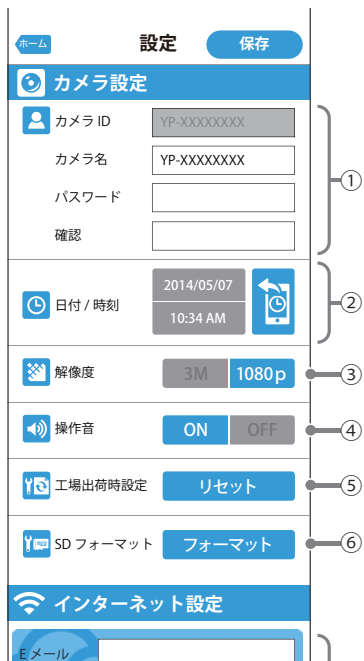 ホーム 設定 保存
カメラ設定
カメラ ID YP-XXXXXXXX
カメラ名 YP-XXXXXXXX
パスワード
確認
①
日付 / 時刻 2014/05/07
10:34 AM
②
解像度 3M 1080p ③
操作音 ON OFF ④
工場出荷時設定 リセット ⑤
SD フォーマット フォーマット ⑥
インターネット設定
E メール